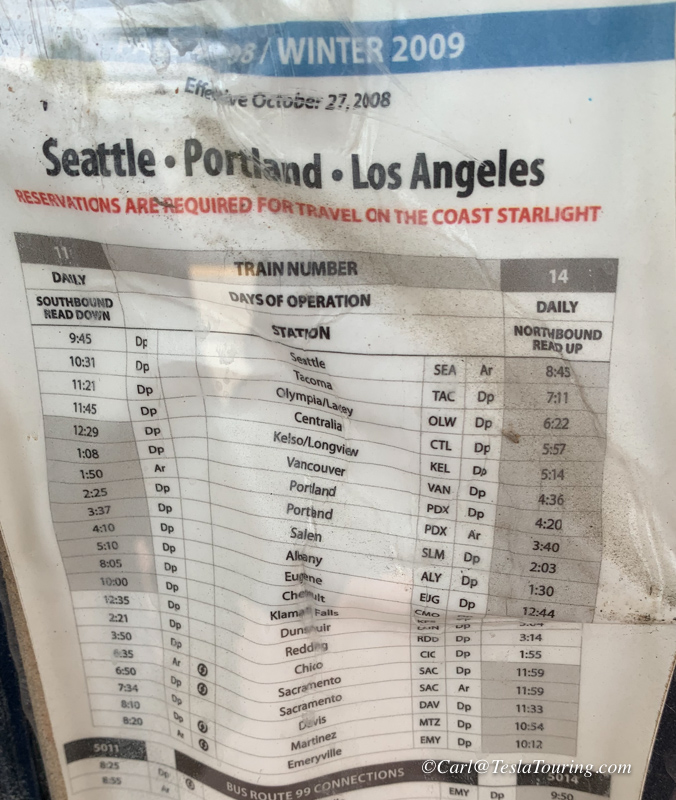 / WINTER 2009
Effective October 27, 2008
Seattle • Portland • Los Angeles
RESERVATIONS ARE REQUIRED FOR TRAVEL ON THE COAST STARLIGHT
11 TRAIN NUMBER 14
DAILY DAYS OF OPERATION DAILY
SOUTHBOUND READ DOWN STATION NORTHBOUND READ UP
9:45 Dp Seattle SEA Ar 8:45
10:31 Dp Tacoma TAC Dp 7:11
11:21 Dp Olympia/Lacey OLW Dp 6:22
11:45 Dp Centralia CTL Dp 5:57
12:29 Dp Kelso/Longview KEL Dp 5:14
1:08 Dp Vancouver VAN Dp 4:36
1:50 Ar Portland PDX Dp 4:20
2:25 Dp Portland PDX Ar 3:40
3:37 Dp Salem SLM Dp 2:03
4:10 Dp Albany ALY Dp 1:30
5:10 Dp Eugene EUG Dp 12:44
8:05 Dp Chemult CMO
10:00 Dp Klamath Falls
12:35 Dp Dunsmuir
2:21 Dp Redding RDD Dp 3:14
3:50 Dp Chico CIC Dp 1:55
6:35 Ar Sacramento SAC Dp 11:59
6:50 Dp Sacramento SAC Ar 11:59
7:34 Dp Davis DAV Dp 11:33
8:10 Dp Martinez MTZ Dp 10:54
8:20 Ar Emeryville EMY Dp 10:12
5011 BUS ROUTE 99 CONNECTIONS 5014
8:25 Dp EMY Dp 9:50
8:55 Ar
©Carl@TeslaTouring.com